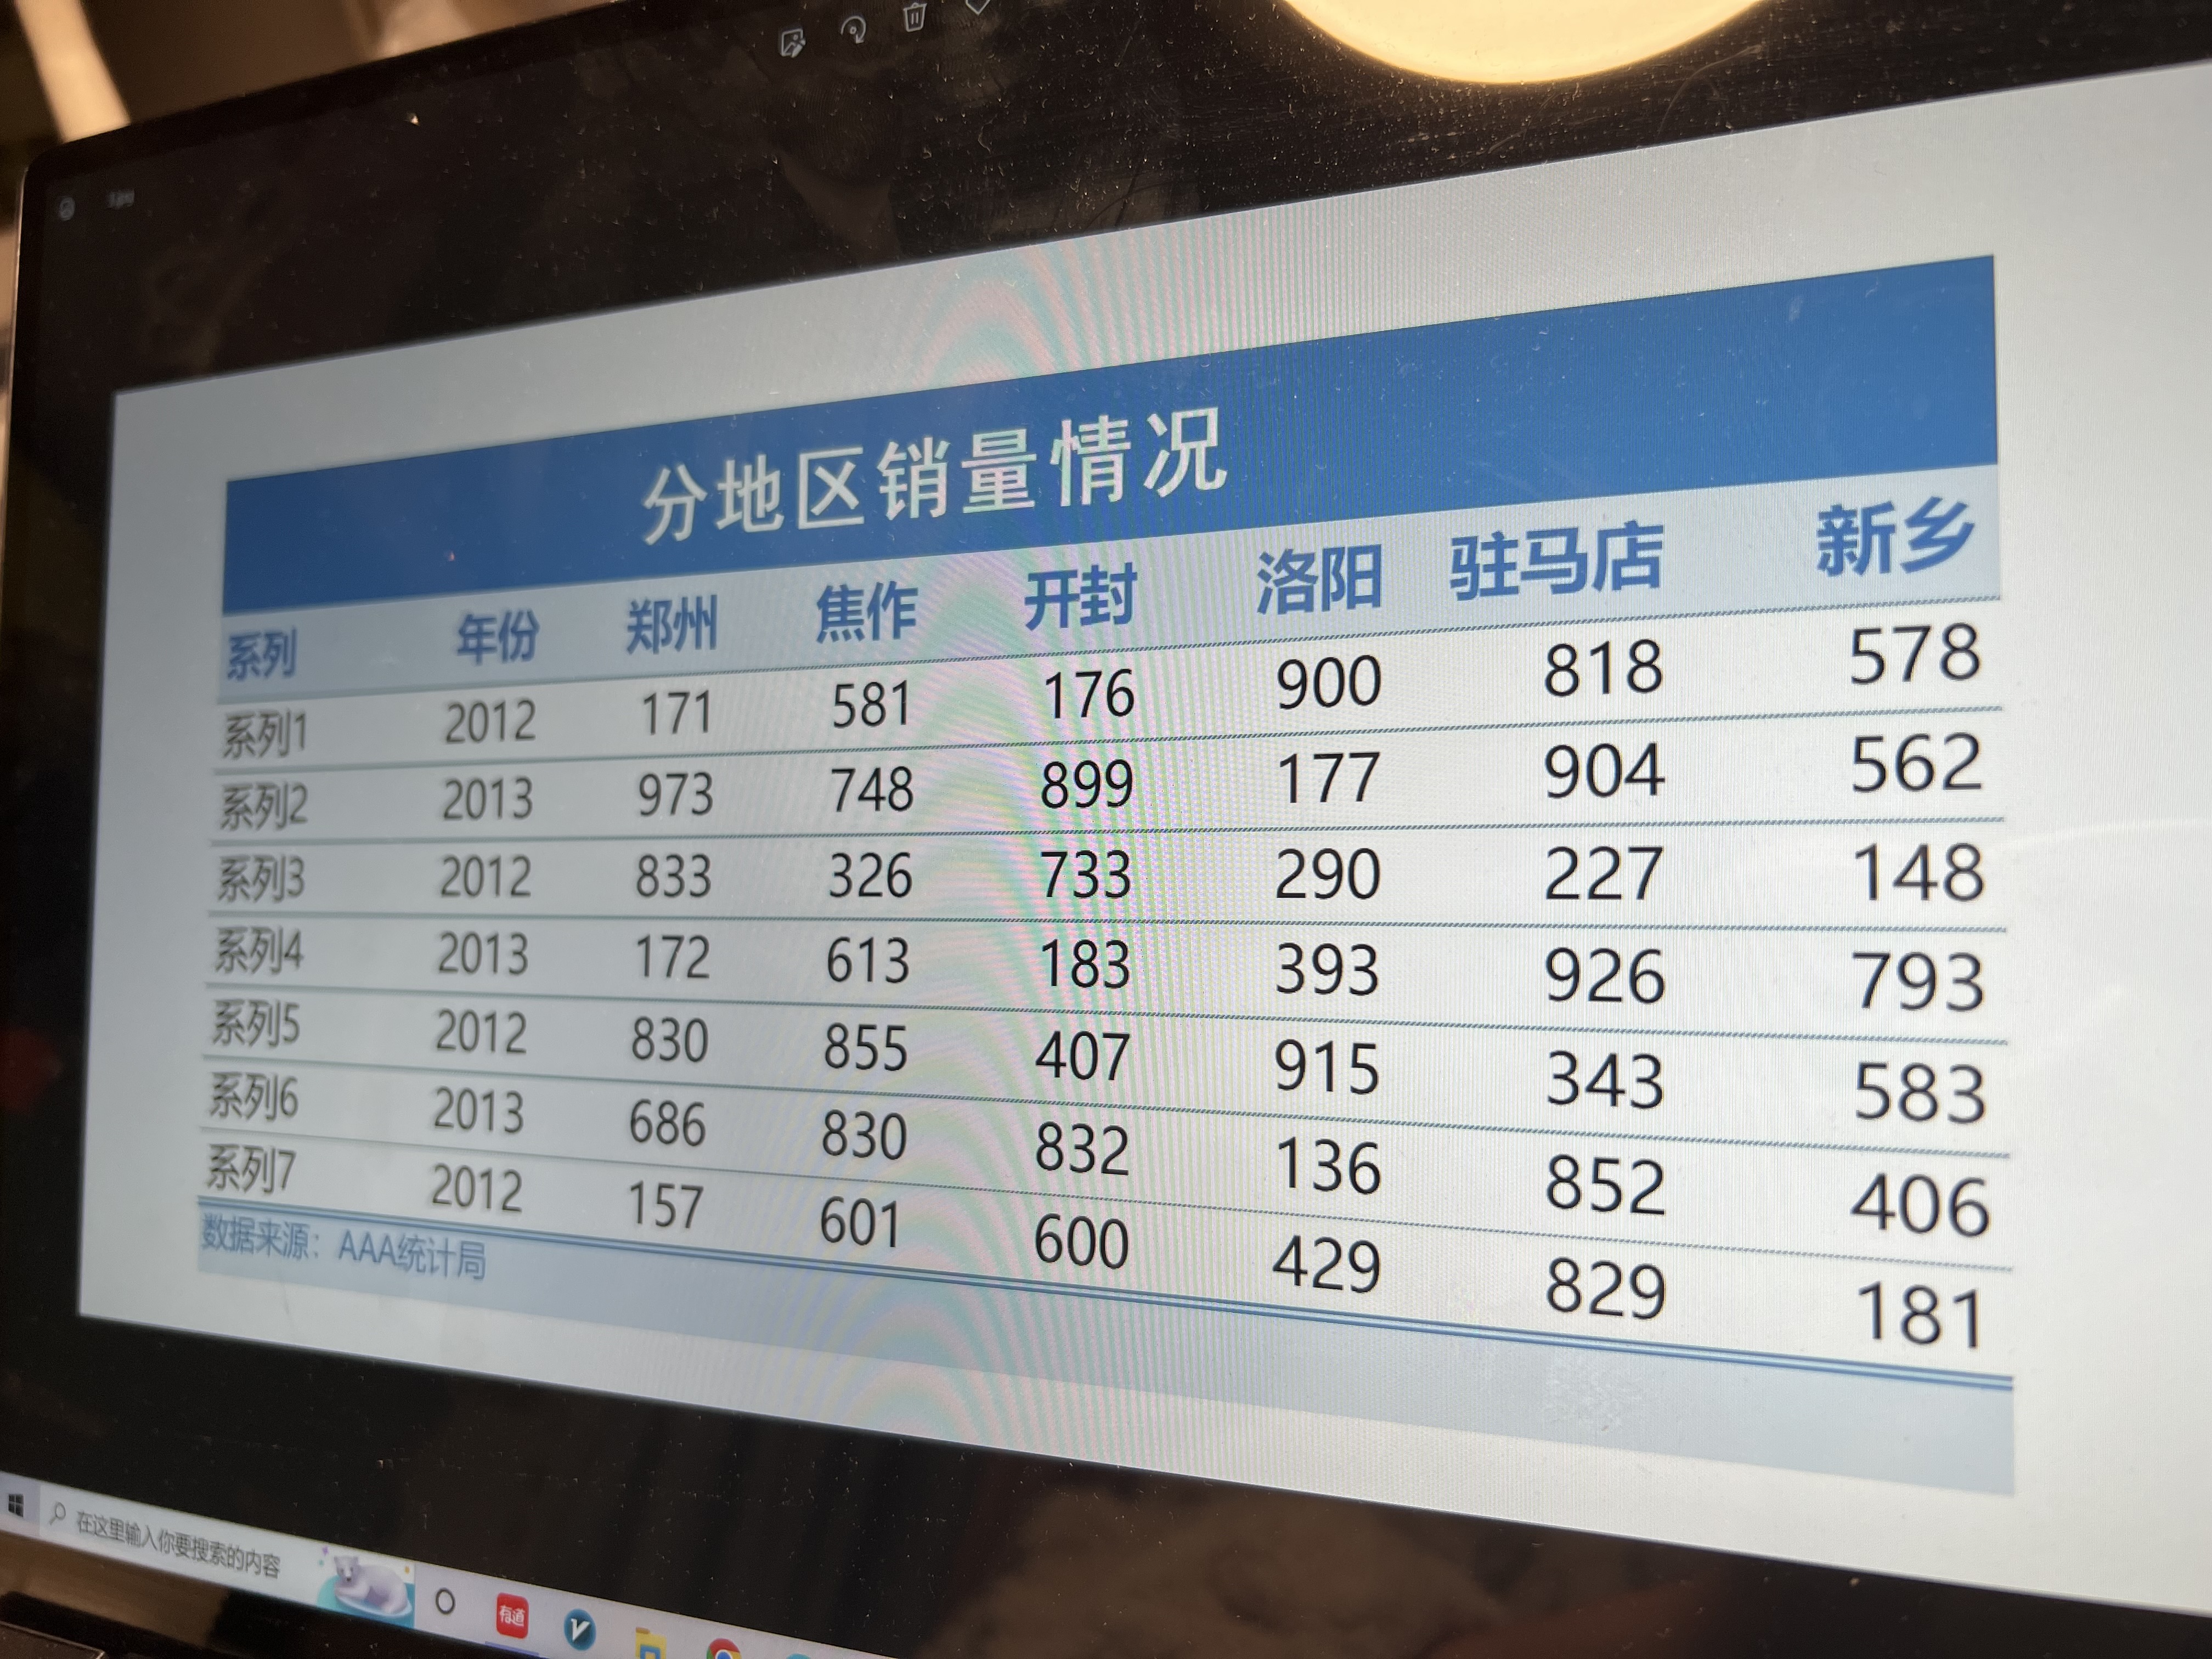 分地区销量情况
系列 年份 郑州 焦作 开封 洛阳 驻马店 新乡
系列1 2012 171 581 176 900 818 578
系列2 2013 973 748 899 177 904 562
系列3 2012 833 326 733 290 227 148
系列4 2013 172 613 183 393 926 793
系列5 2012 830 855 407 915 343 583
系列6 2013 686 830 832 136 852 406
系列7 2012 157 601 600 429 829 181
数据来源：AAA统计局
在这里输入你要搜索的内容
有道